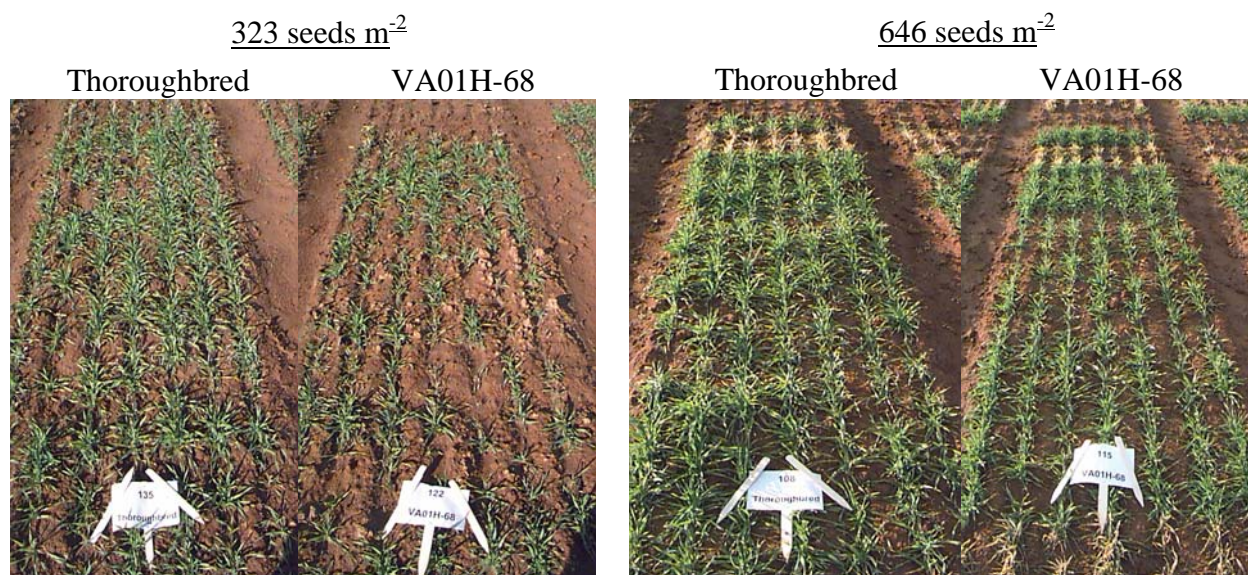 323 seeds m-2
646 seeds m-2
Thoroughbred
VA01H-68
Thoroughbred
VA01H-68
135
Thoroughbred
122
VA01H-68
108
Thoroughbred
115
VA01H-68